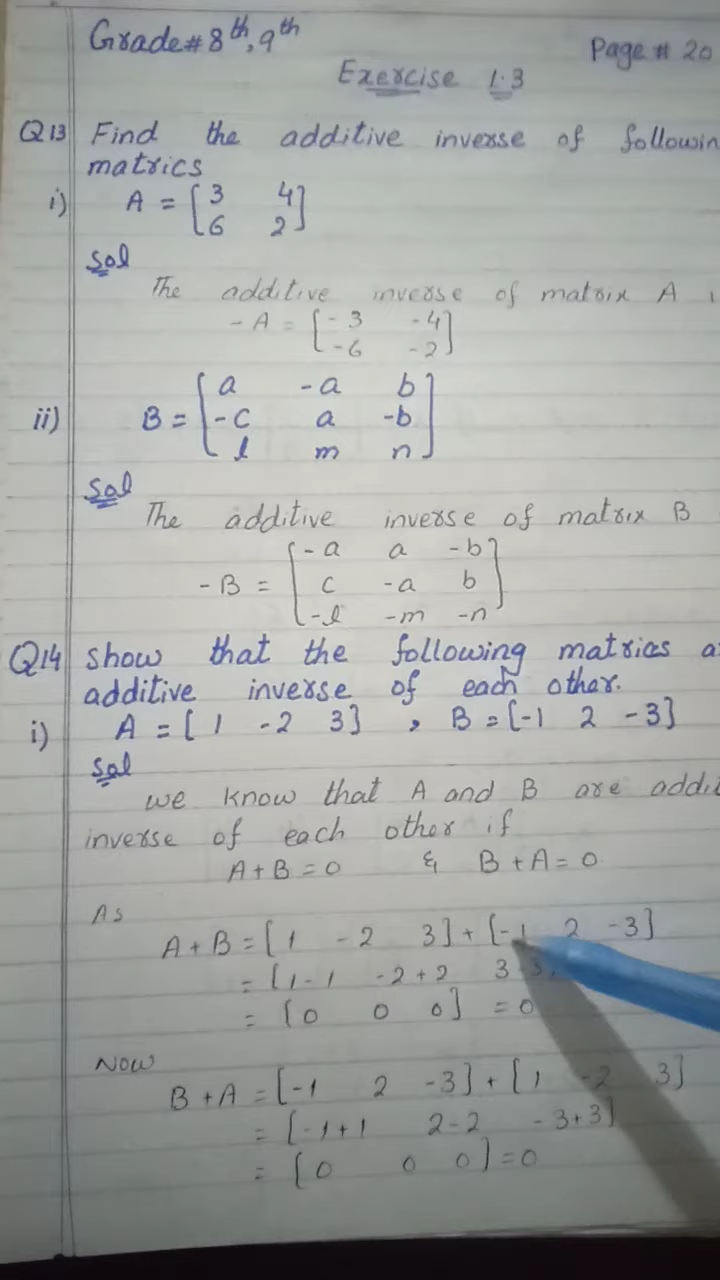 Grade# 8th, 9th
Page # 20
Exercise 1.3
Q13 Find the additive inverse of followin
matrics
i) A = [3 4
6 2]
Sol
The additive inverse of matrix A i
-A = [-3 -4
-6 -2]
ii) B = [a -a b
-c a -b
l m n]
Sol
The additive inverse of matrix B
-B = [-a a -b
c -a b
-l -m -n]
Q14 Show that the following matrics a
additive inverse of each other.
i) A = [1 -2 3] , B = [-1 2 -3]
Sol
we know that A and B are addi
inverse of each other if
A+B=0 & B+A=0
As
A+B = [1 -2 3] + [-1 2 -3]
= [1-1 -2+2 3-3]
= [0 0 0] = 0
Now
B+A = [-1 2 -3] + [1 -2 3]
= [-1+1 2-2 -3+3]
= [0 0 0] = 0